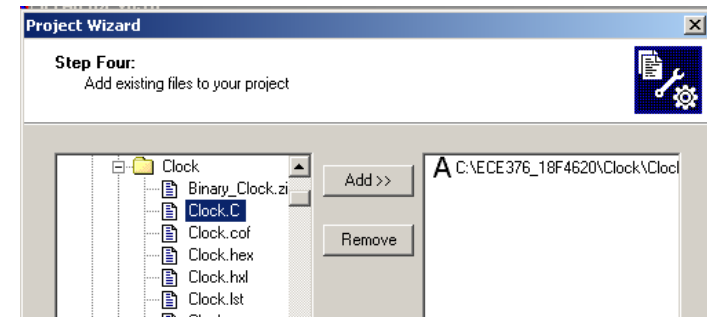 Project Wizard
Step Four:
Add existing files to your project
Clock
Binary_Clock.zi
Clock.C
Clock.cof
Clock.hex
Clock.hxl
Clock.lst
Add >>
Remove
A C:\ECE376_18F4620\Clock\Clocl